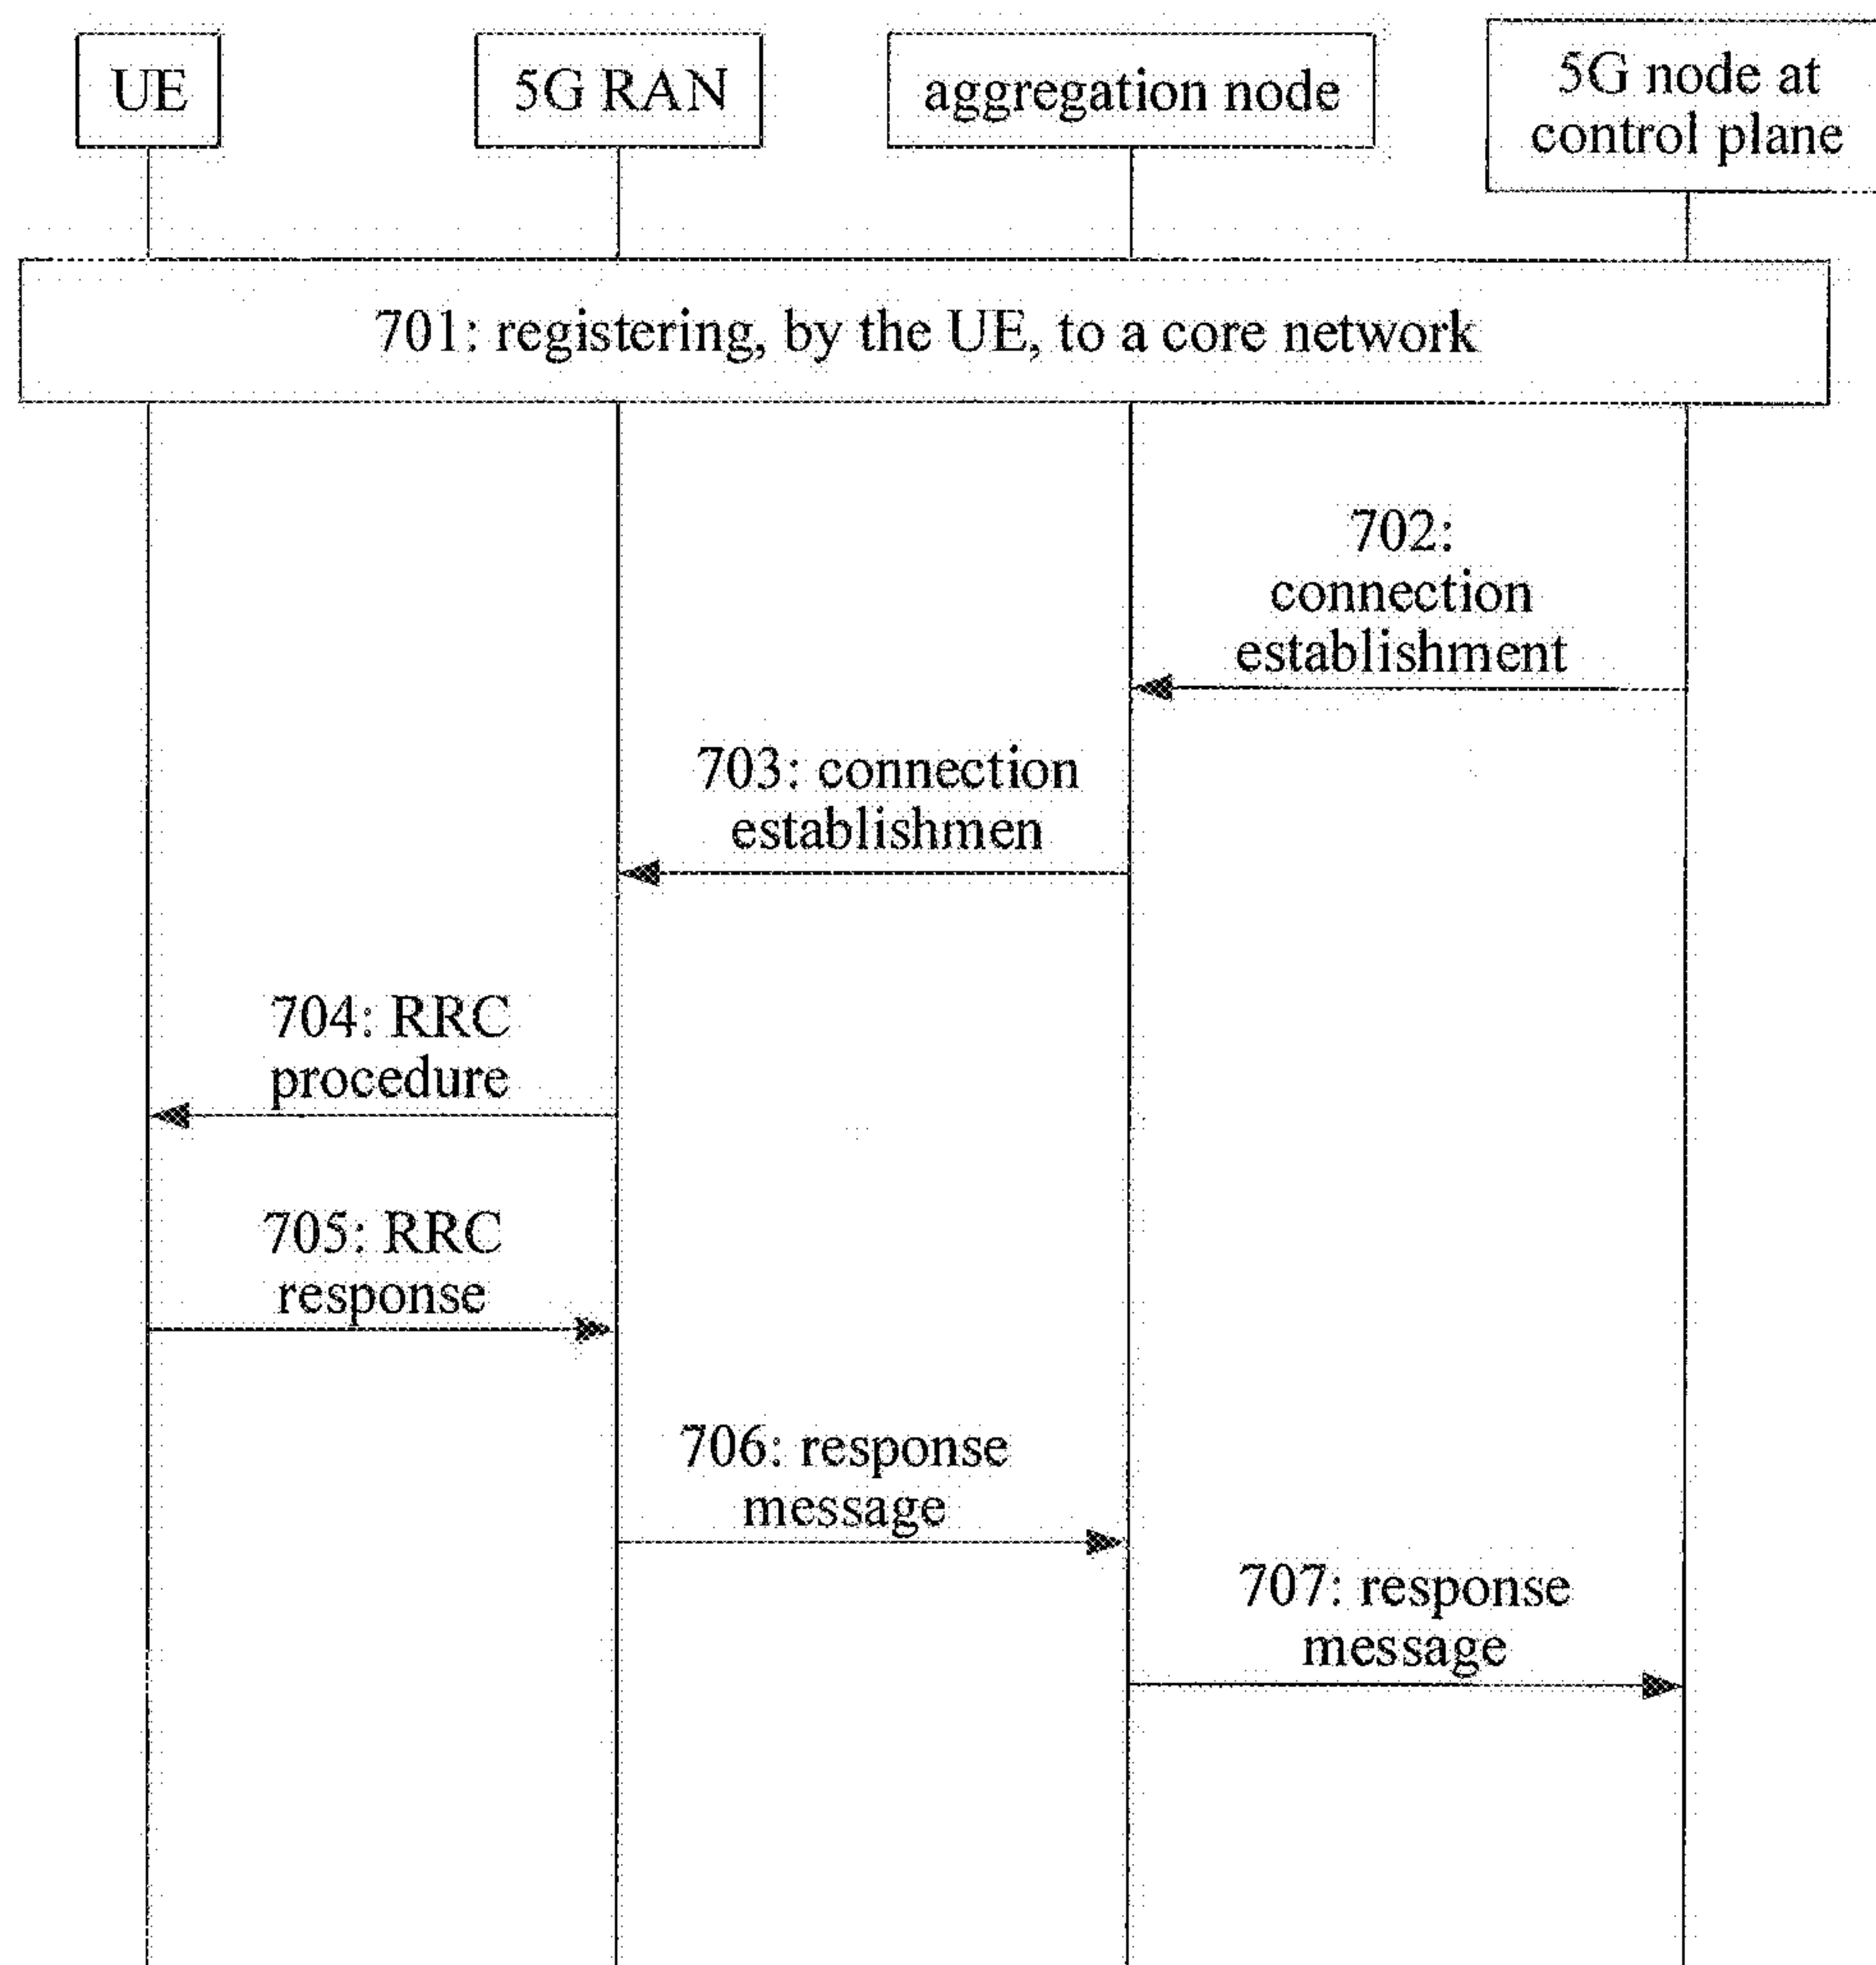 UE
5G RAN
aggregation node
5G node at
control plane
701: registering, by the UE, to a core network
702:
connection
establishment
703: connection
establishmen
704: RRC
procedure
705: RRC
response
706: response
message
707: response
message